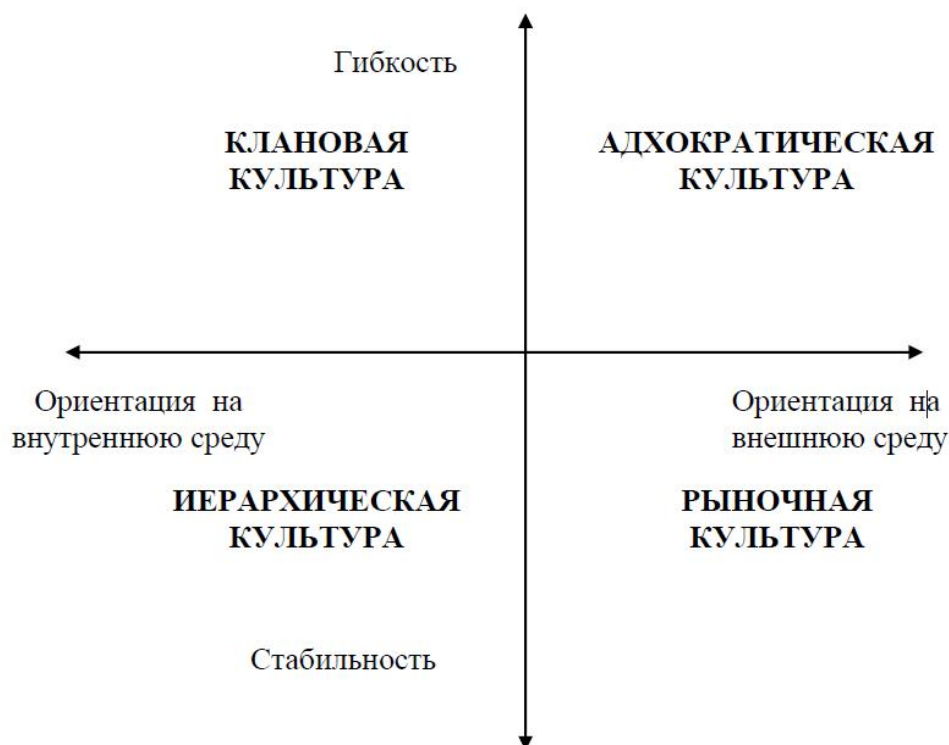 Гибкость
КЛАНОВАЯ
КУЛЬТУРА
АДХОКРАТИЧЕСКАЯ
КУЛЬТУРА
Ориентация на
внутреннюю среду
Ориентация на
внешнюю среду
ИЕРАРХИЧЕСКАЯ
КУЛЬТУРА
РЫНОЧНАЯ
КУЛЬТУРА
Стабильность